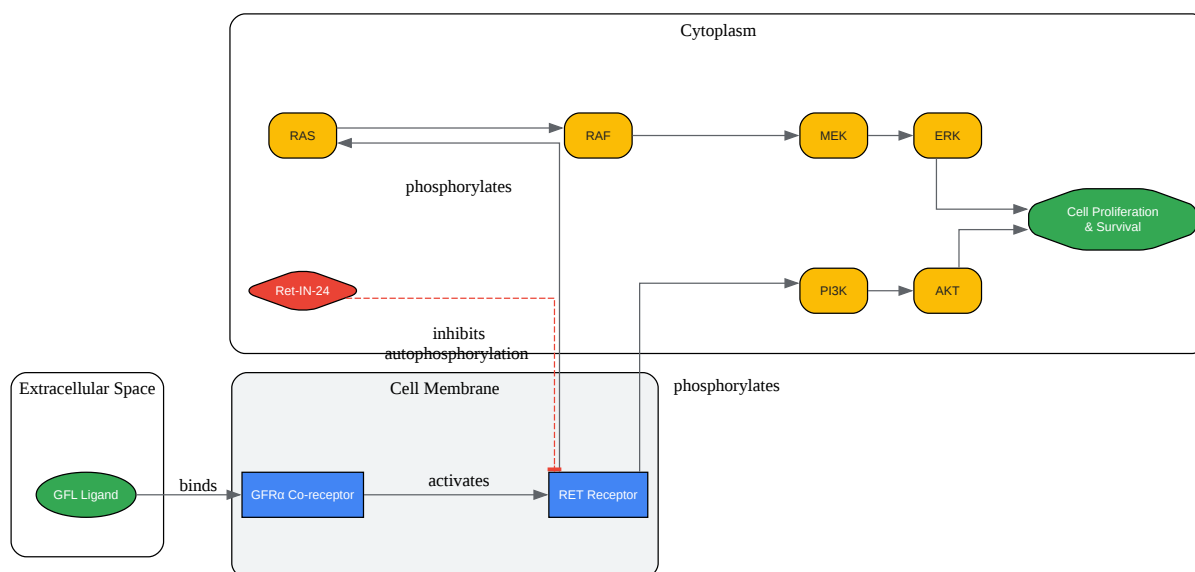 Cytoplasm
RAS
RAF
MEK
ERK
phosphorylates
Cell Proliferation
& Survival
Ret-IN-24
PI3K
AKT
inhibits
autophosphorylation
Extracellular Space
Cell Membrane
phosphorylates
GFL Ligand
binds
GFRα Co-receptor
activates
RET Receptor